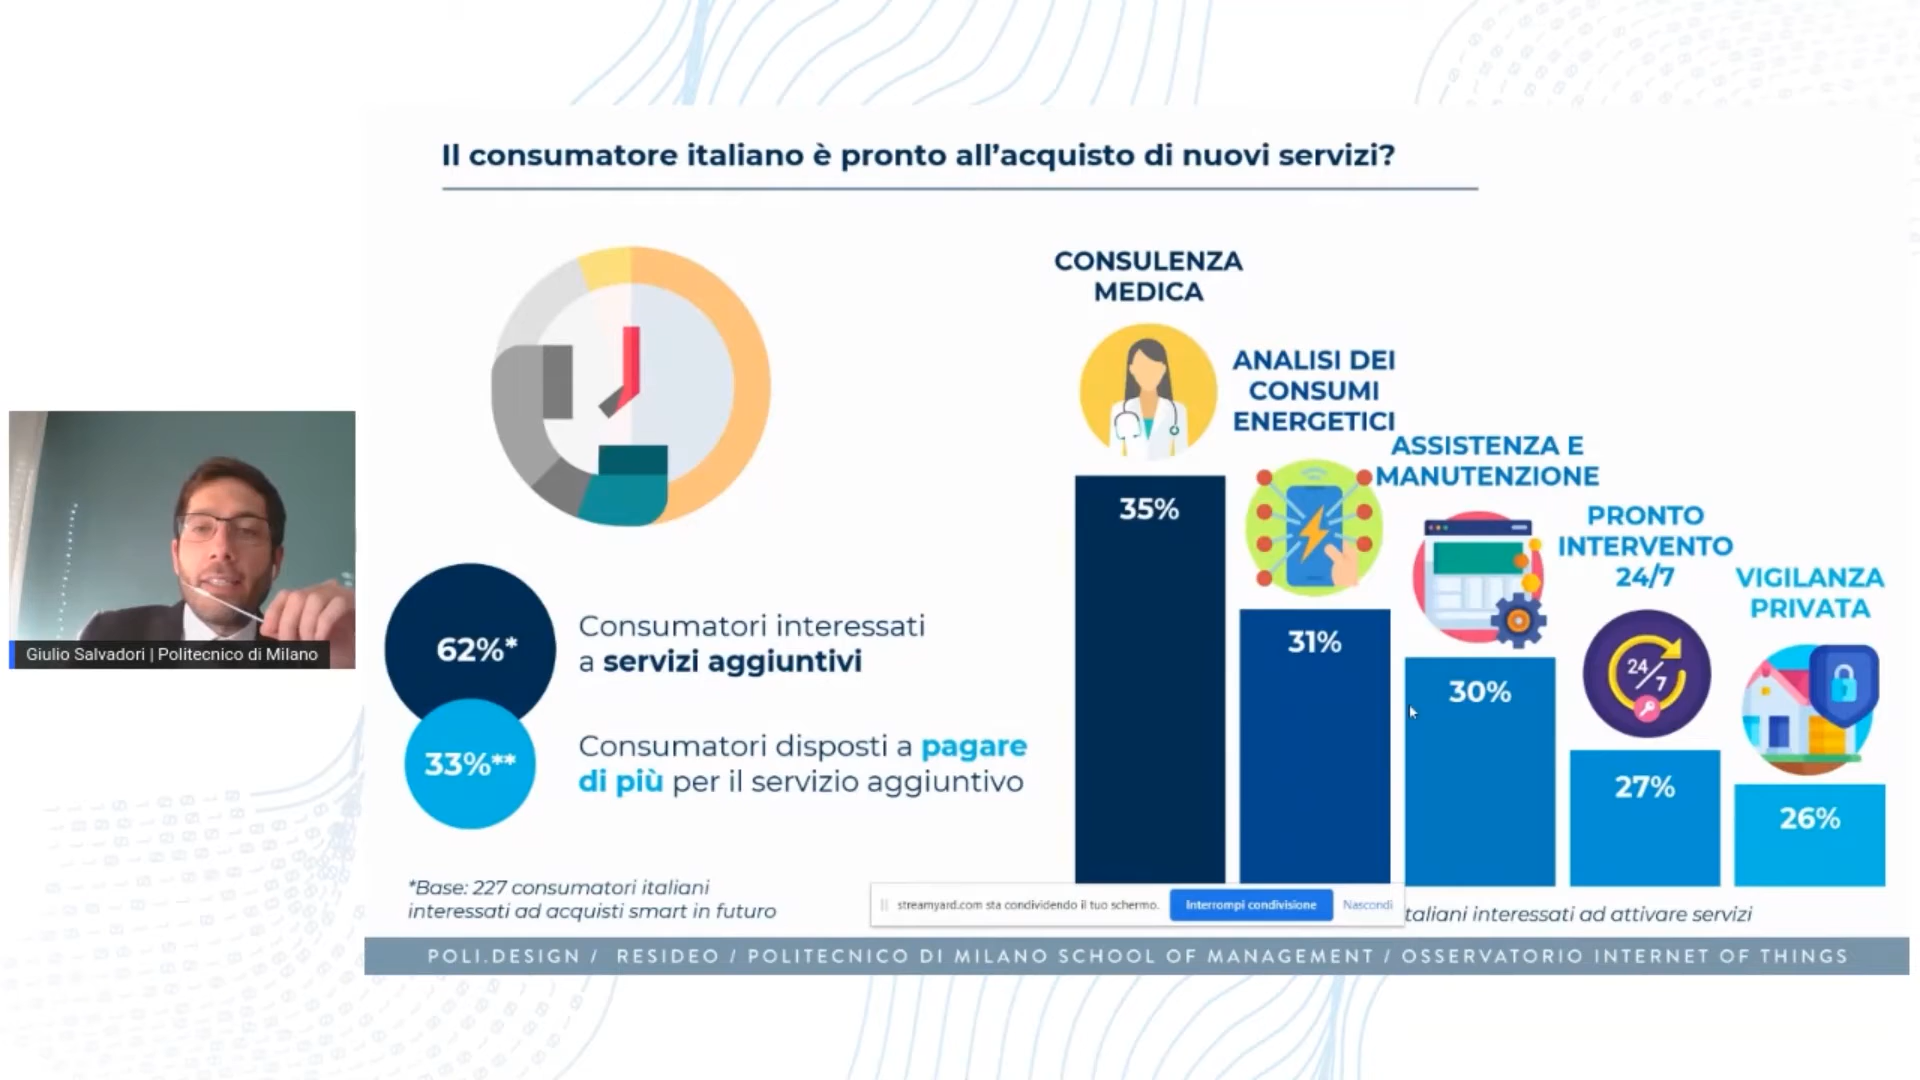 Il consumatore italiano è pronto all'acquisto di nuovi servizi?
CONSULENZA
MEDICA
ANALISI DEI
CONSUMI
ENERGETICI
ASSISTENZA E
MANUTENZIONE
PRONTO
INTERVENTO
24/7
VIGILANZA
PRIVATA
35%
31%
30%
24/7
27%
26%
62%*
Consumatori interessati
a servizi aggiuntivi
33%**
Consumatori disposti a pagare
di più per il servizio aggiuntivo
*Base: 227 consumatori italiani
interessati ad acquisti smart in futuro
streamyard.com sta condividendo il tuo schermo.
Interrompi condivisione
Nascondi
taliani interessati ad attivare servizi
POLI.DESIGN / RESIDEO / POLITECNICO DI MILANO SCHOOL OF MANAGEMENT / OSSERVATORIO INTERNET OF THINGS
Giulio Salvadori | Politecnico di Milano